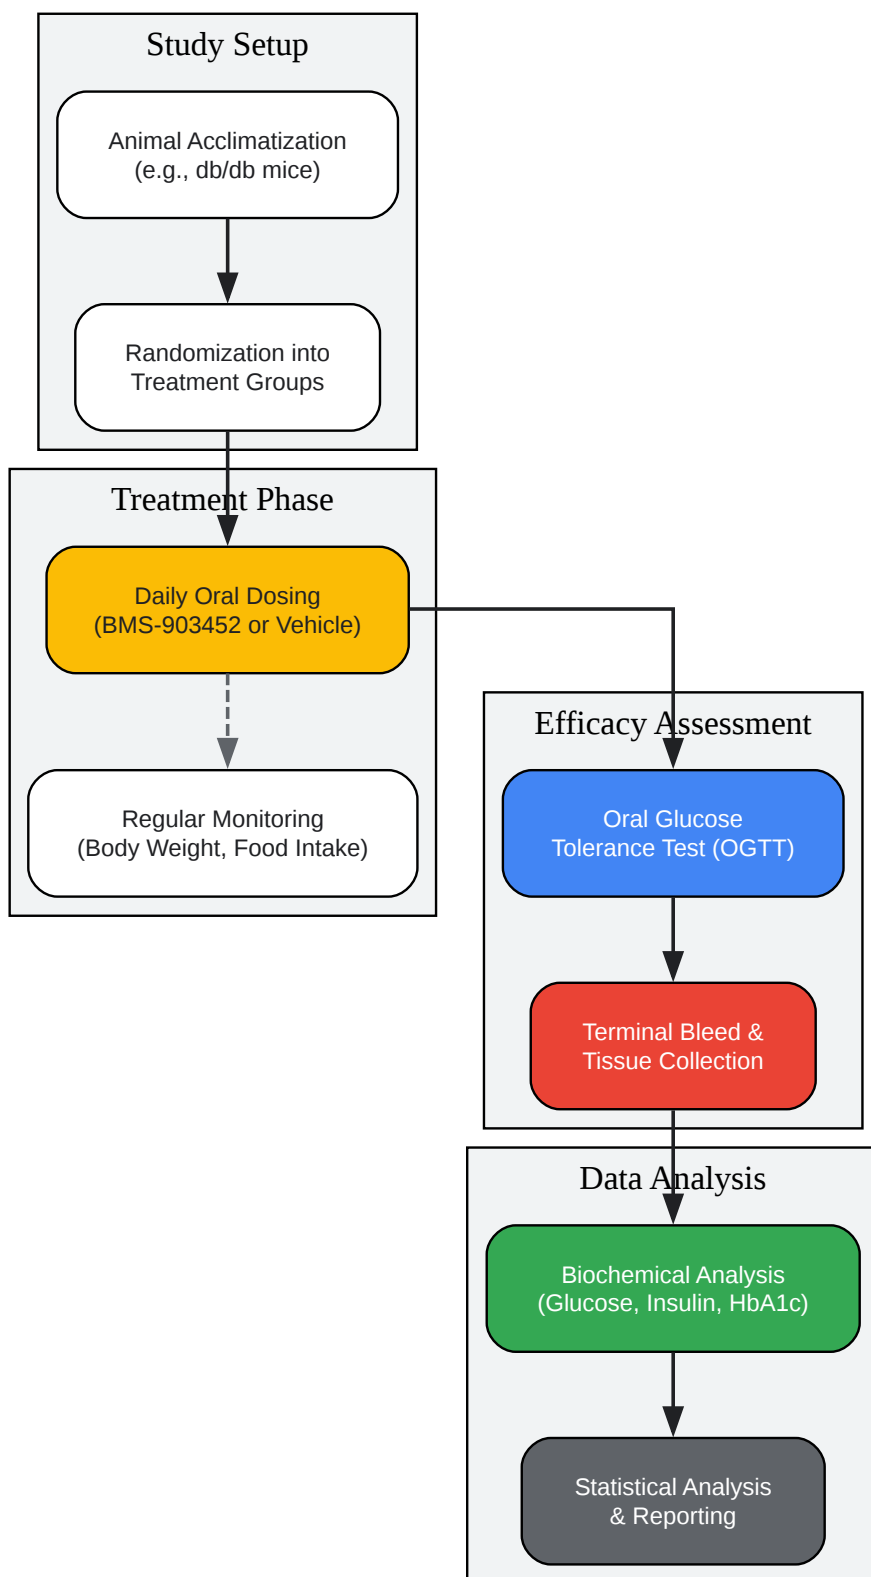 Study Setup
Animal Acclimatization
(e.g., db/db mice)
Randomization into
Treatment Groups
Treatment Phase
Daily Oral Dosing
(BMS-903452 or Vehicle)
Regular Monitoring
(Body Weight, Food Intake)
Efficacy Assessment
Oral Glucose
Tolerance Test (OGTT)
Terminal Bleed &
Tissue Collection
Data Analysis
Biochemical Analysis
(Glucose, Insulin, HbA1c)
Statistical Analysis
& Reporting